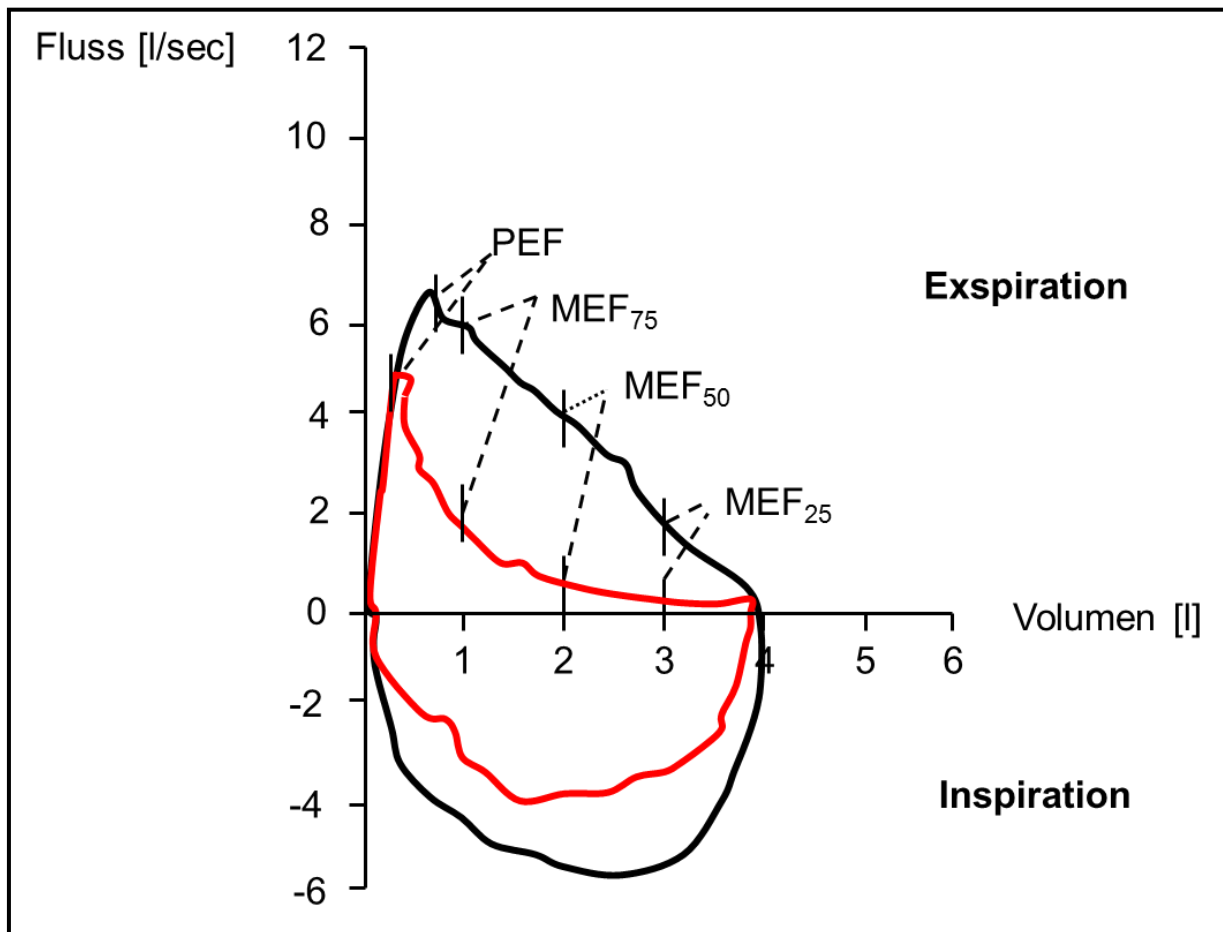 Fluss [l/sec]
12
10
8
6
4
2
0
-2
-4
-6
PEF
MEF75
MEF50
MEF25
Exspiration
1 2 3 4 5 6
Volumen [l]
Inspiration